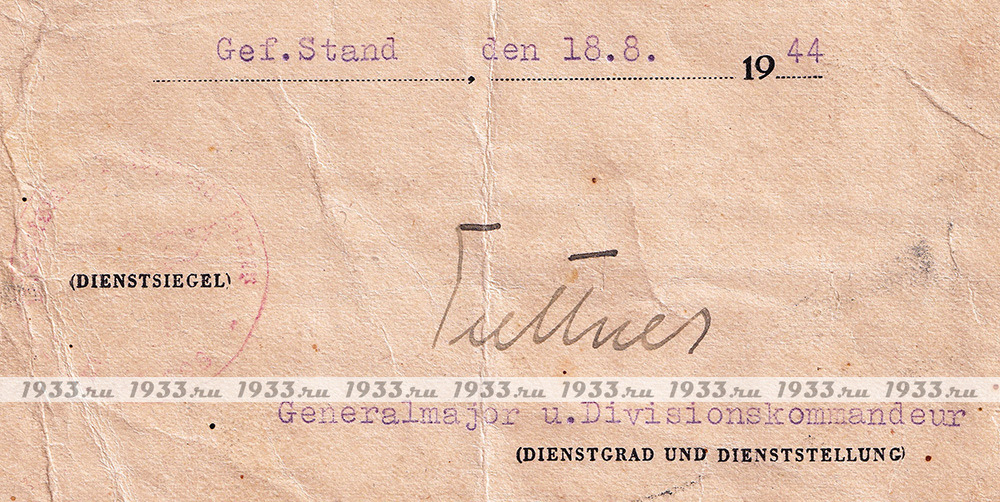 Gef.Stand , den 18.8. 1944
(DIENSTSIEGEL)
1933.ru 1933.ru 1933.ru 1933.ru 1933.ru 1933.ru 1933.ru 1933.ru 1933.ru
Generalmajor u.Divisionskommandeur
(DIENSTGRAD UND DIENSTSTELLUNG)